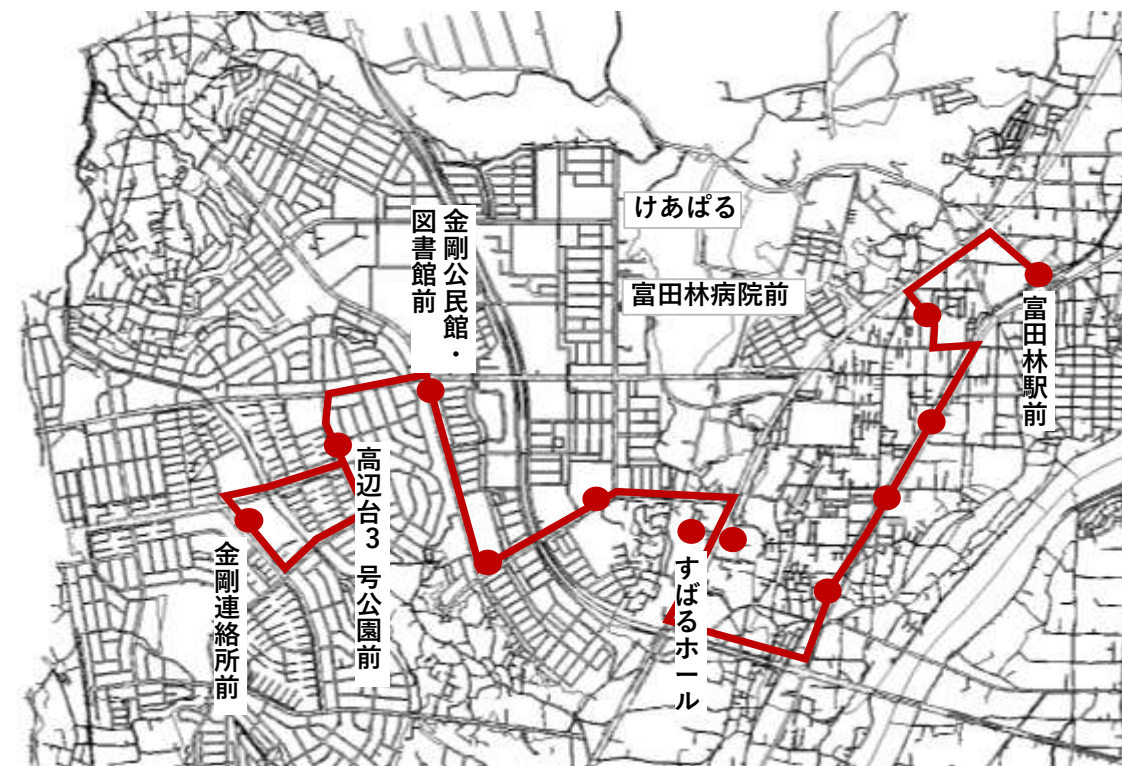 けあぱる
金剛公民館・
図書館前
富田林病院前
富田林駅前
高辺台3号公園前
金剛連絡所前
すばるホール